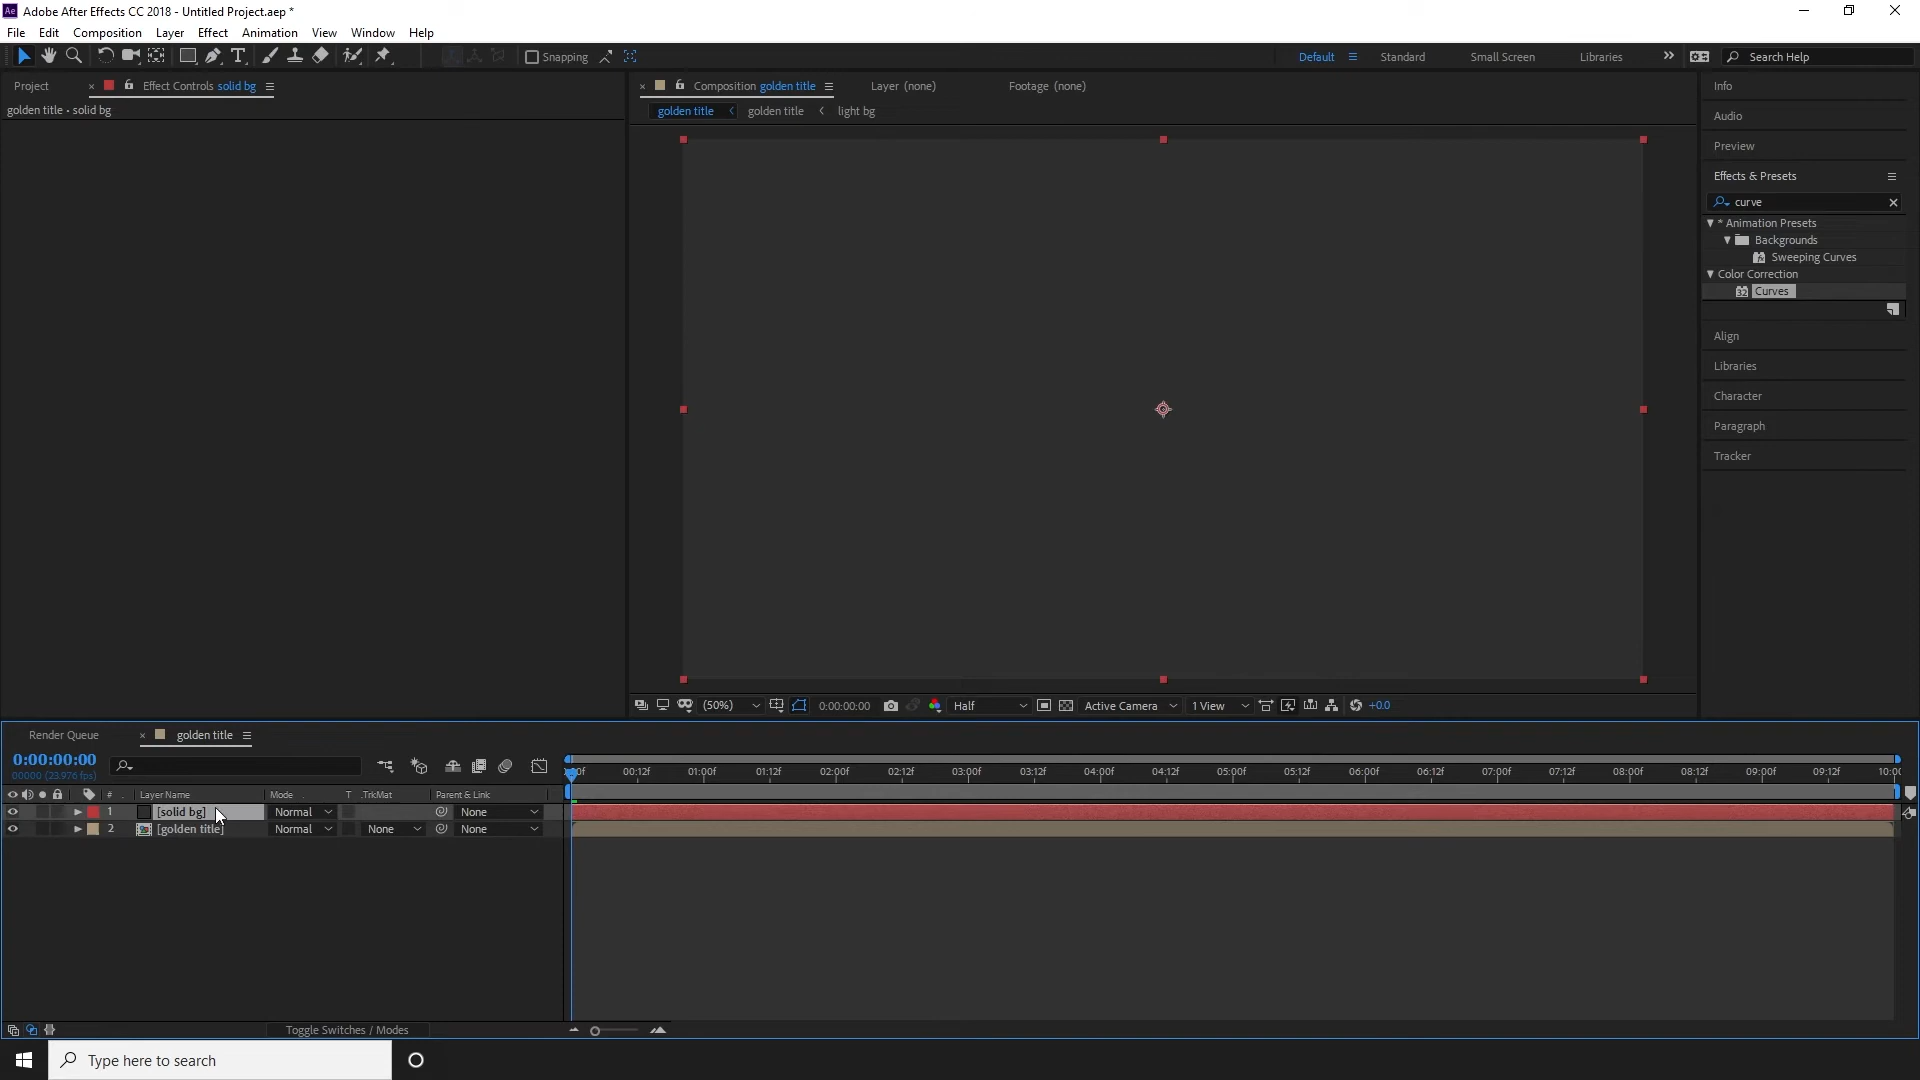 Adobe After Effects CC 2018 - Untitled Project.aep *
File Edit Composition Layer Effect Animation View Window Help
Snapping Default Standard Small Screen Libraries Search Help
Project Effect Controls solid bg
golden title • solid bg
Composition golden title Layer (none) Footage (none)
golden title golden title light bg
Info
Audio
Preview
Effects & Presets
curve
* Animation Presets
Backgrounds
Sweeping Curves
Color Correction
32 Curves
Align
Libraries
Character
Paragraph
Tracker
(50%) 0:00:00:00 Half Active Camera 1 View +0.0
Render Queue golden title
0:00:00:00
00000 (23.976 fps)
00:12f 01:00f 01:12f 02:00f 02:12f 03:00f 03:12f 04:00f 04:12f 05:00f 05:12f 06:00f 06:12f 07:00f 07:12f 08:00f 08:12f 09:00f 09:12f 10:00
# Layer Name Mode T .TrkMat Parent & Link
1 [solid bg] Normal None
2 [golden title] Normal None None
Toggle Switches / Modes
Type here to search